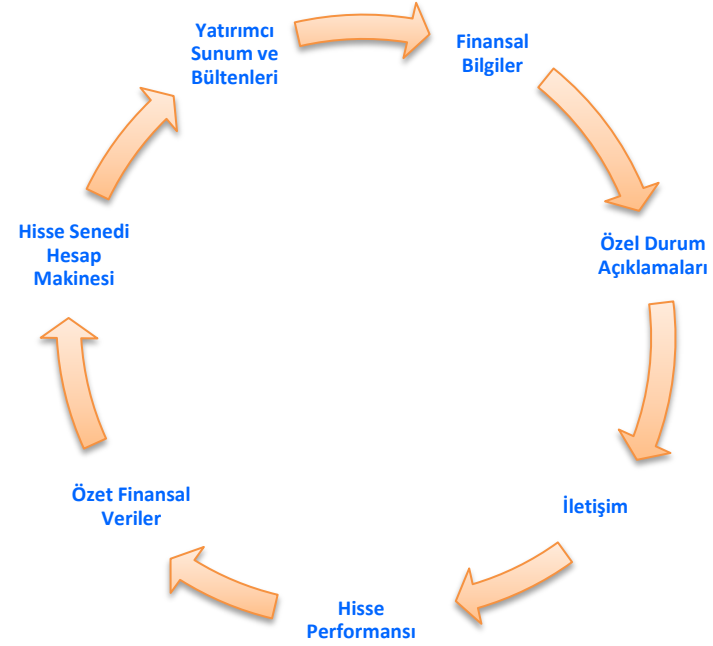 Yatırımcı
Sunum ve
Bültenleri
Finansal
Bilgiler
Özel Durum
Açıklamaları
İletişim
Hisse
Performansı
Özet Finansal
Veriler
Hisse Senedi
Hesap
Makinesi